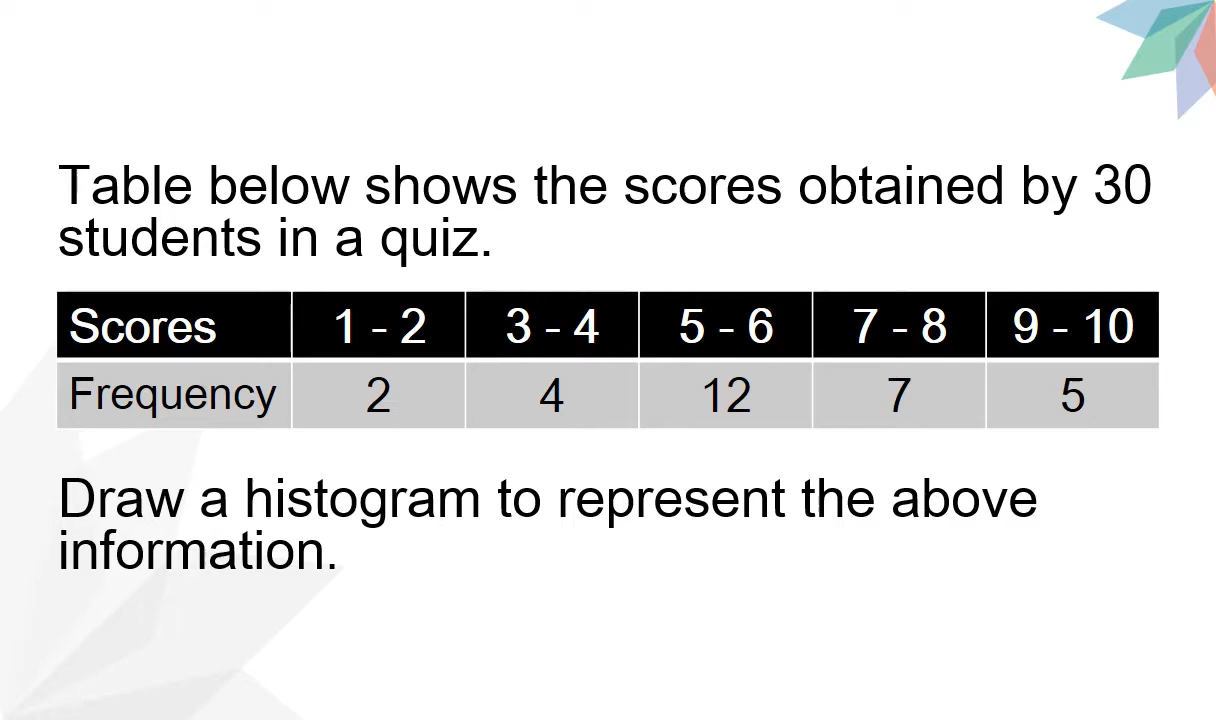 Table below shows the scores obtained by 30
students in a quiz.
Scores 1 - 2 3 - 4 5 - 6 7 - 8 9 - 10
Frequency 2 4 12 7 5
Draw a histogram to represent the above
information.